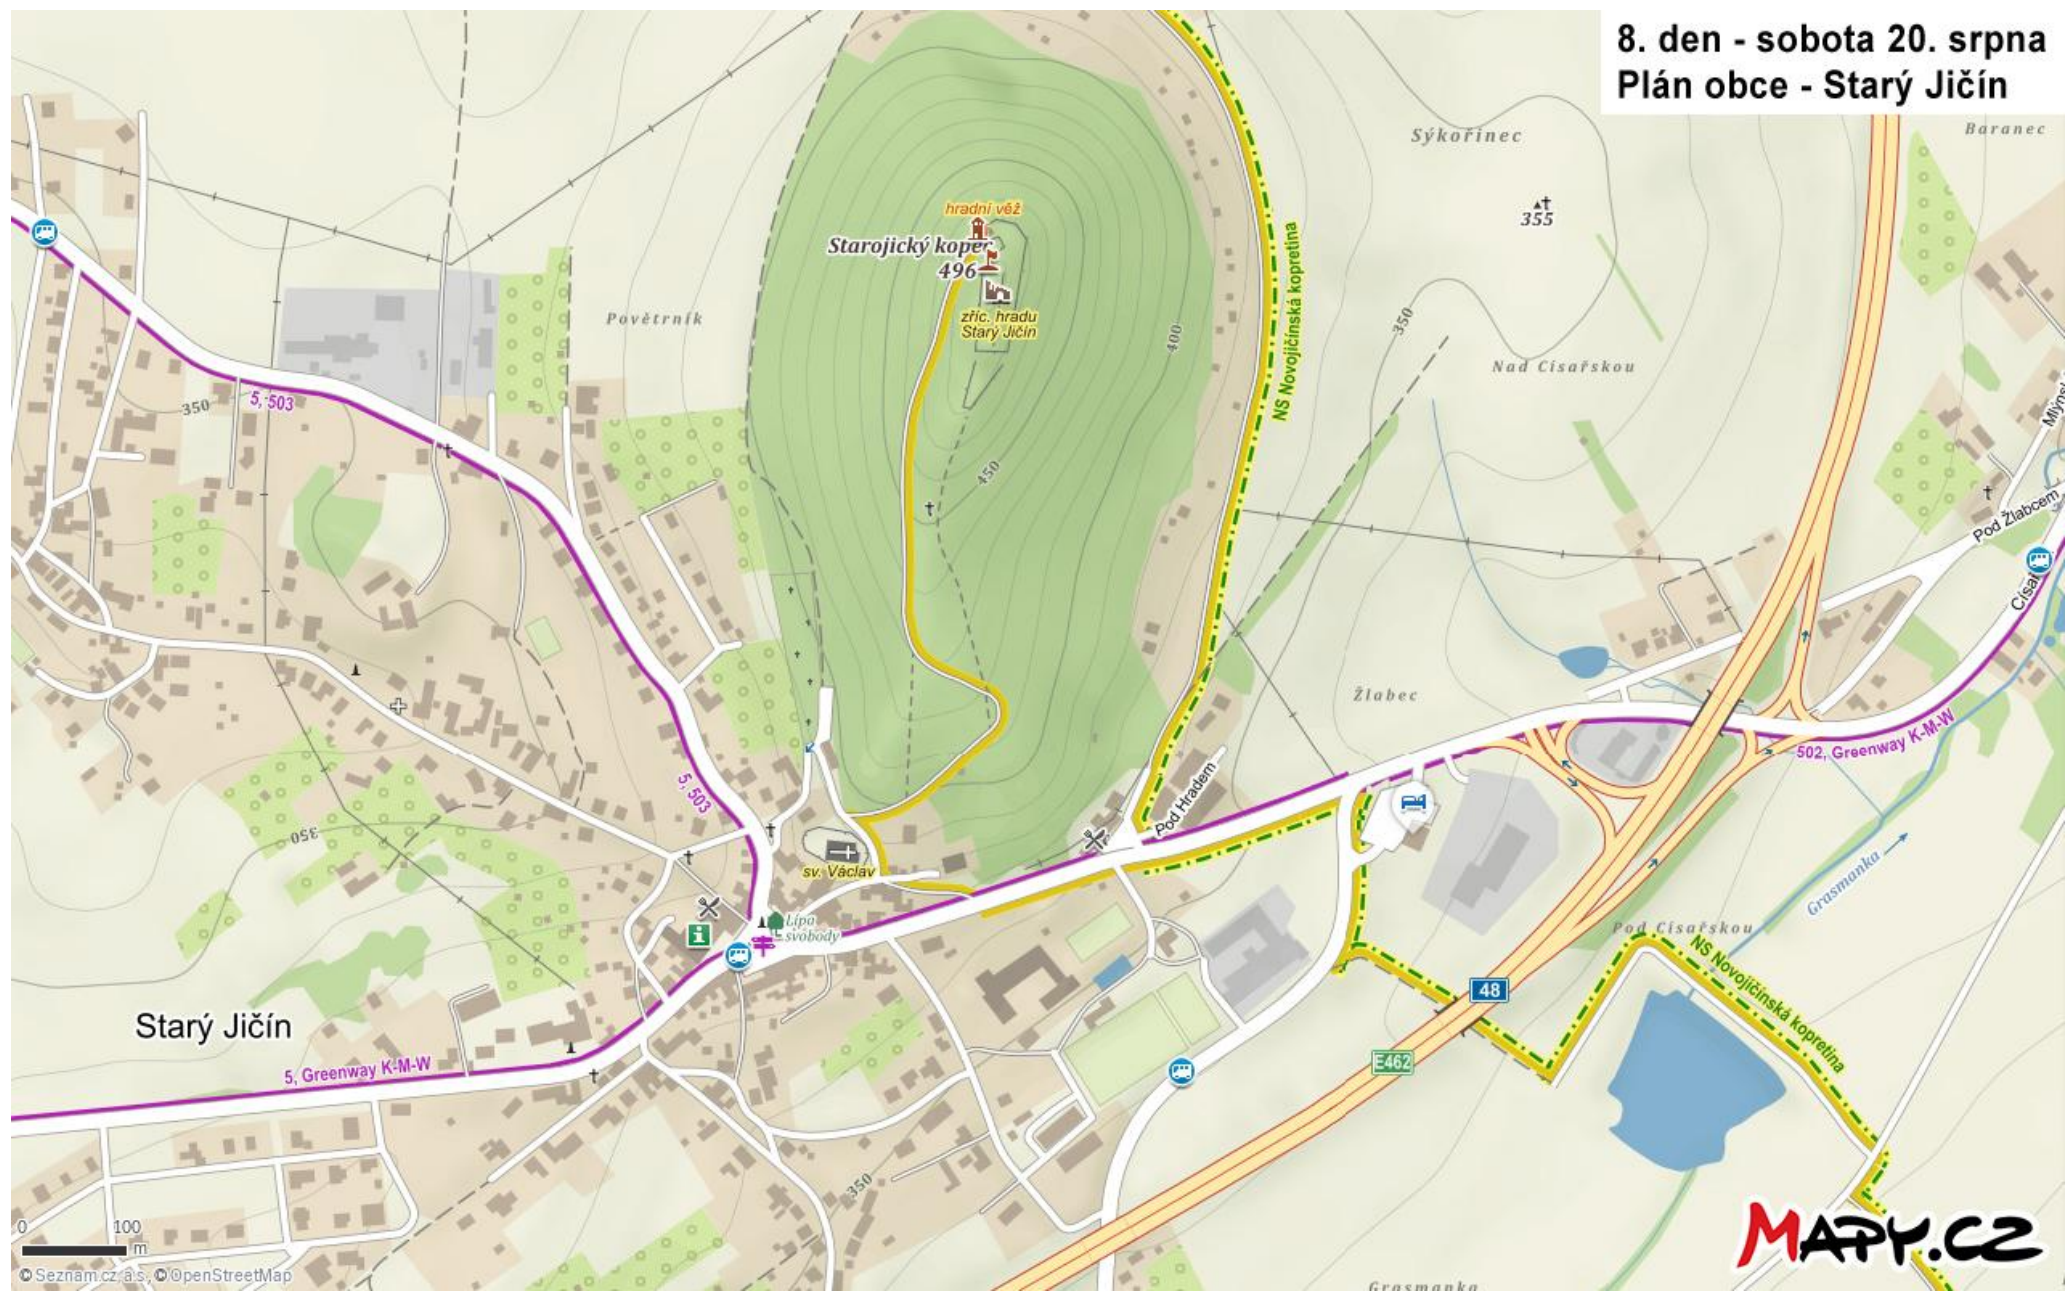 8. den - sobota 20. srpna
Plán obce - Starý Jičín
Baranec
Sýkořinec
355
hradní věž
Starojický kopec
496
zříc. hradu
Starý Jičín
NS Novojičínská kopretina
Povětrník
400
350
Nad Císařskou
5, 503
350
450
Pod Žlabcem
Žlabec
502, Greenway K-M-W
5, 503
Pod Hradem
350
sv. Václav
Lípa
svobody
Grasmanka
Pod Císařskou
NS Novojičínská kopretina
48
Starý Jičín
E462
5, Greenway K-M-W
350
0 100
m
MAPY.CZ
© Seznam.cz, a.s., © OpenStreetMap
Grasmanka